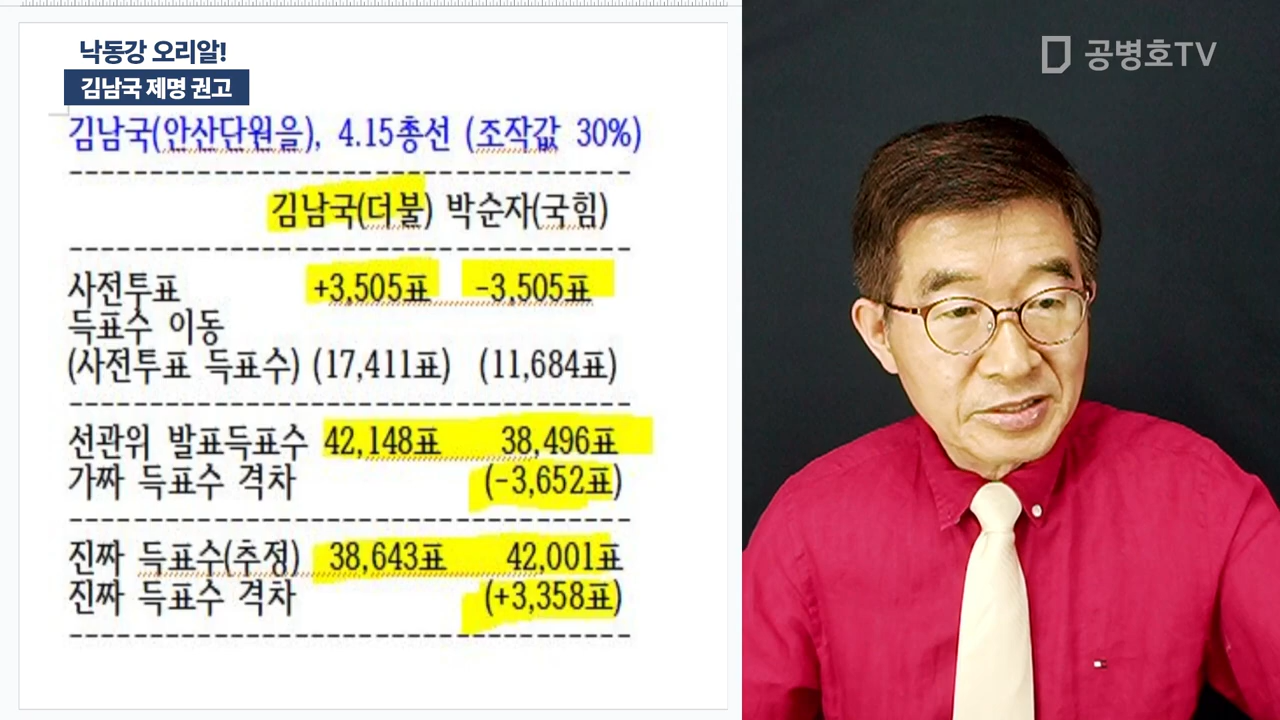 낙동강 오리알!
김남국 제명 권고
공병호TV
김남국(안산단원을), 4.15총선 (조작값 30%)
김남국(더불) 박순자(국힘)
사전투표 +3,505표 -3,505표
득표수 이동
(사전투표 득표수) (17,411표) (11,684표)
선관위 발표득표수 42,148표 38,496표
가짜 득표수 격차 (-3,652표)
진짜 득표수(추정) 38,643표 42,001표
진짜 득표수 격차 (+3,358표)